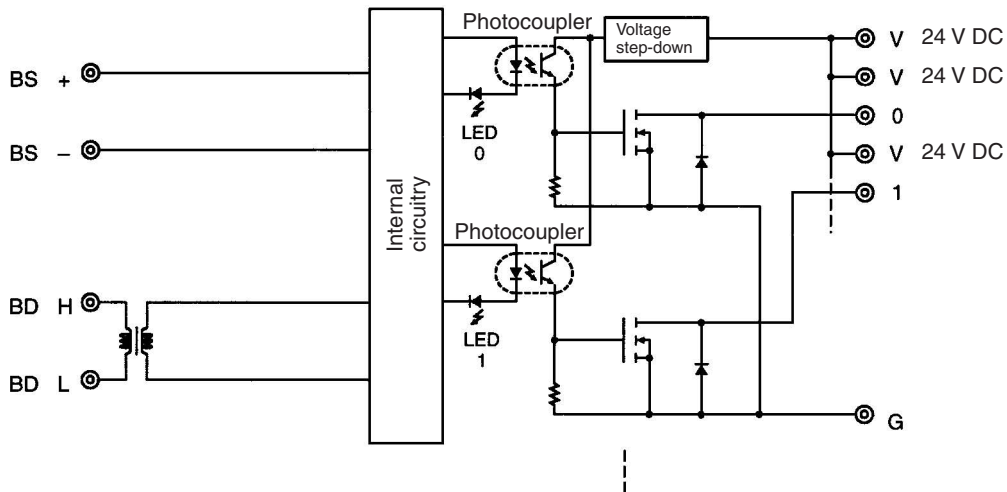 Photocoupler
Voltage
step-down
V 24 V DC
BS +
V 24 V DC
LED
0
0
BS –
V 24 V DC
Internal
circuitry
1
Photocoupler
BD H
LED
1
BD L
G